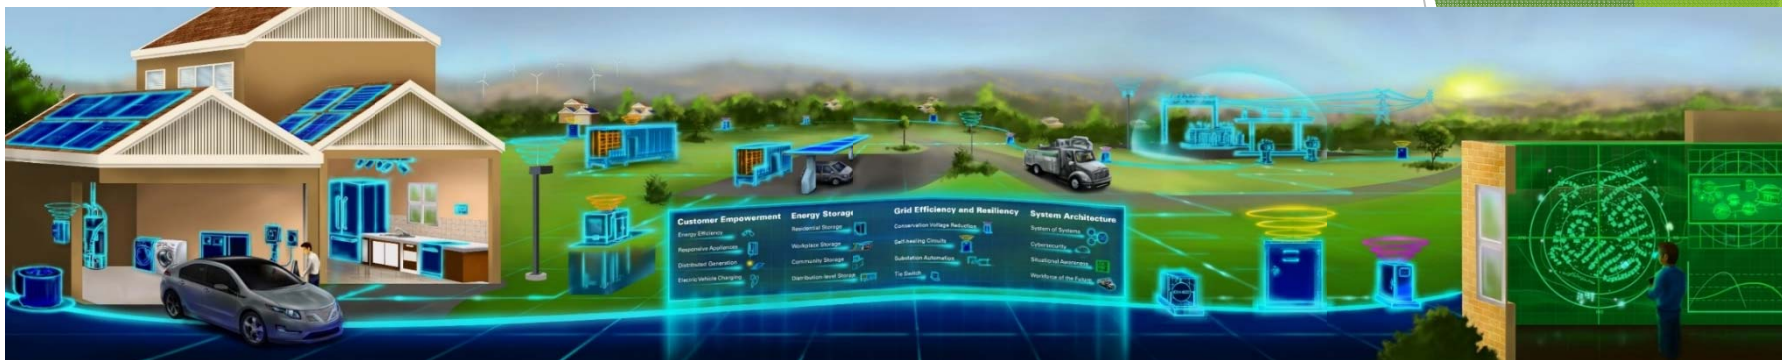 Customer Empowerment
Energy Efficiency
Responsive Appliances
Distributed Generation
Electric Vehicle Charging
Energy Storage
Residential Storage
Workplace Storage
Community Storage
Distribution-level Storage
Grid Efficiency and Resiliency
Conservation Voltage Reduction
Self-healing Circuits
Substation Automation
Tie Switch
System Architecture
System of Systems
Cybersecurity
Situational Awareness
Workforce of the Future